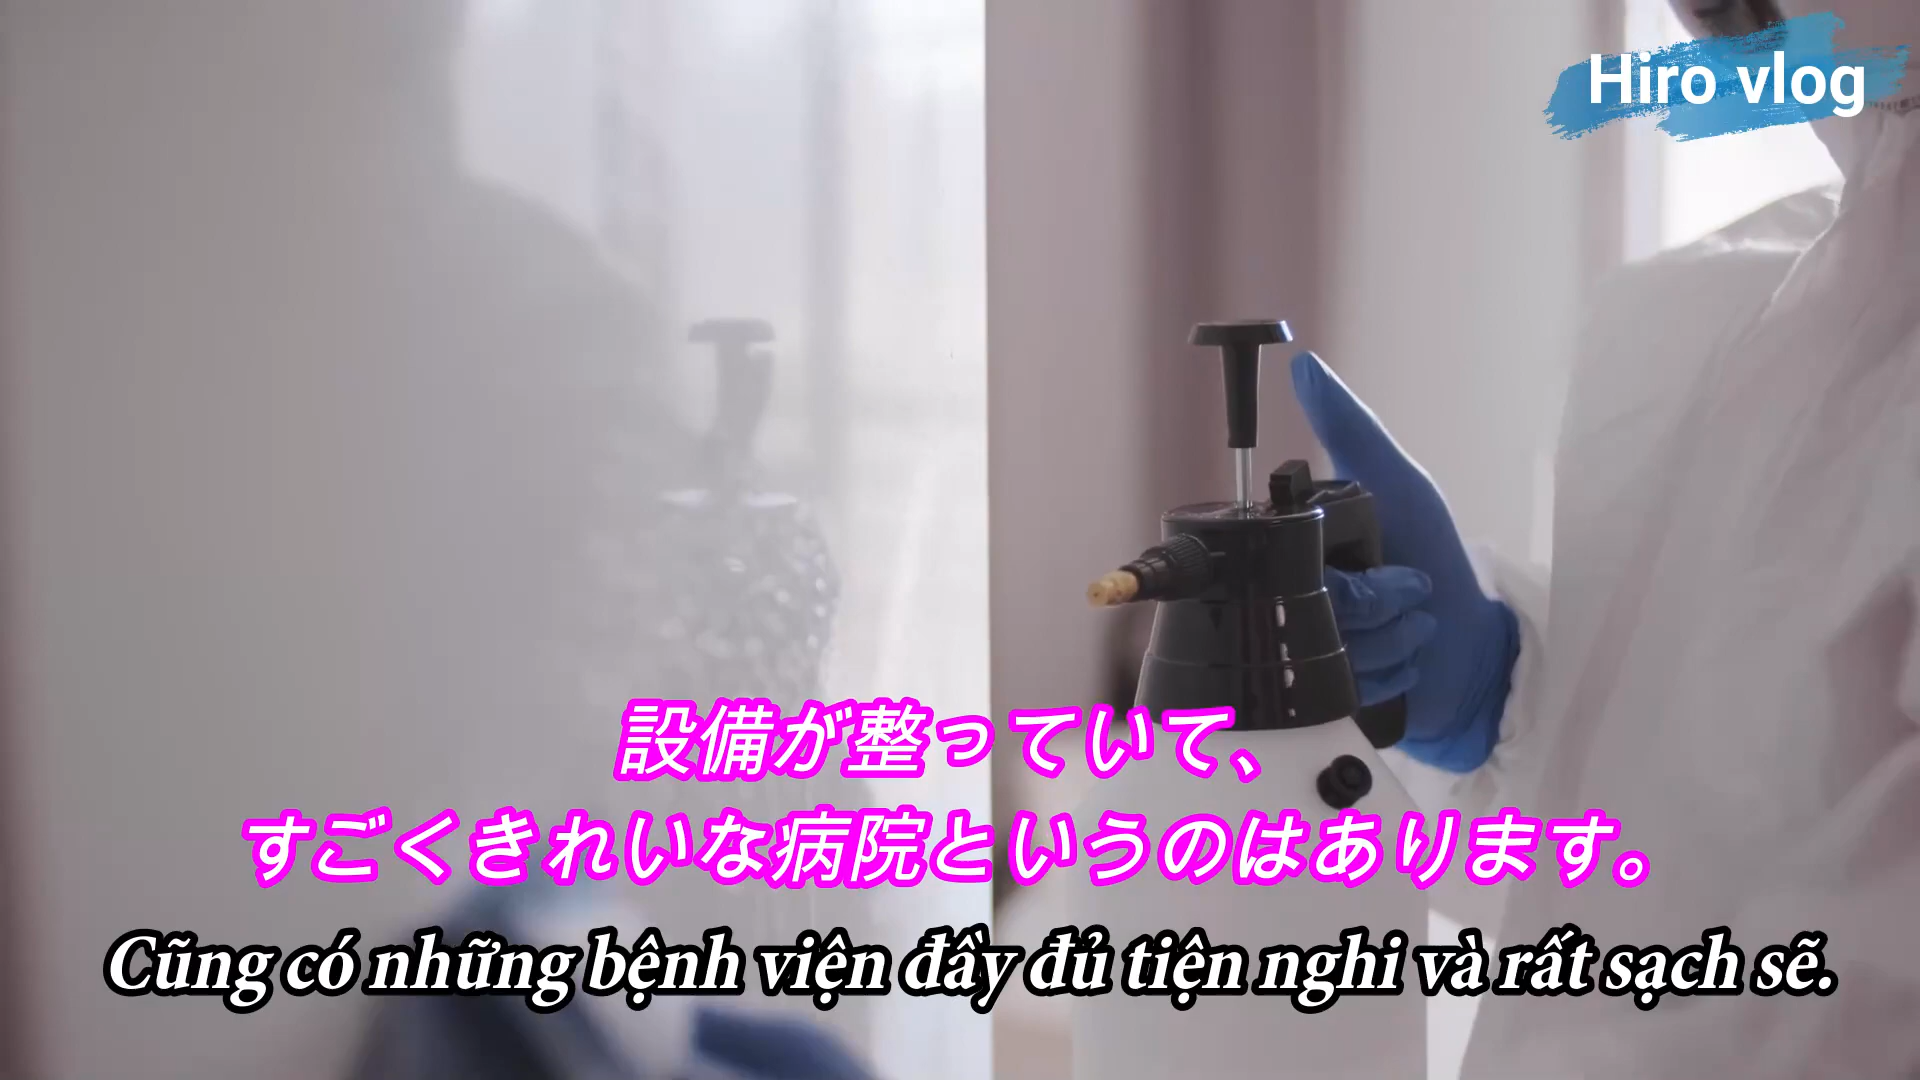 Hiro vlog
設備が整っていて、
すごくきれいな病院というのはあります。
Cũng có những bệnh viện đầy đủ tiện nghi và rất sạch sẽ.